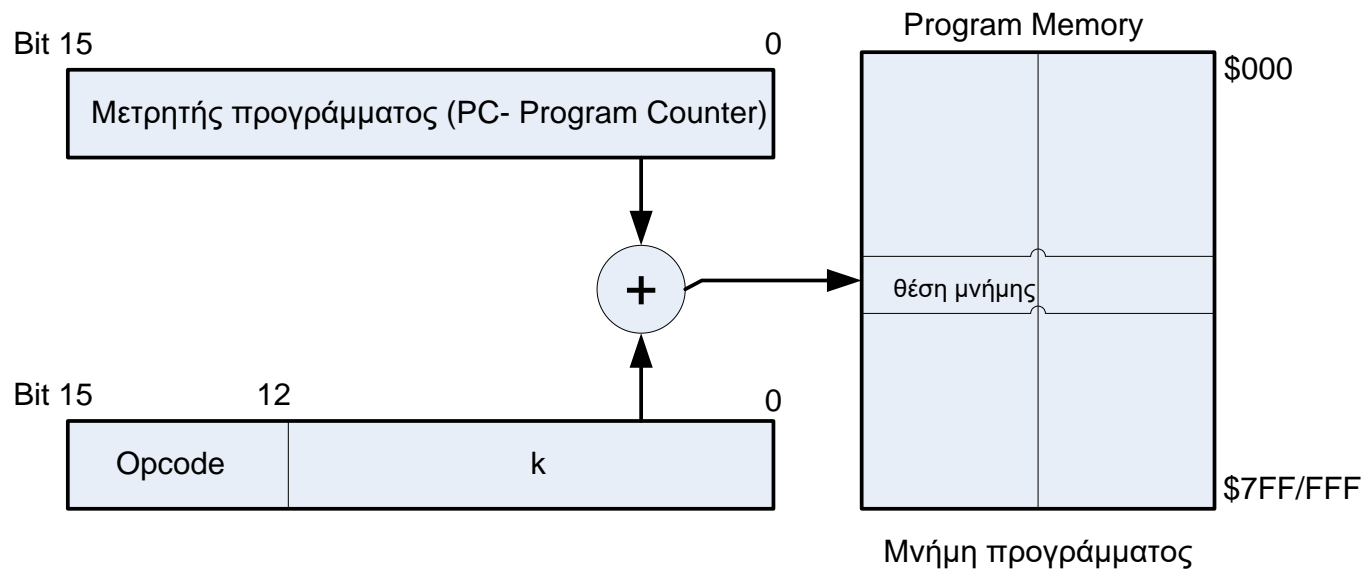 Program Memory
Bit 15 0
$000
Μετρητής προγράμματος (PC- Program Counter)
+
θέση μνήμης
Bit 15 12 0
Opcode k
$7FF/FFF
Μνήμη προγράμματος